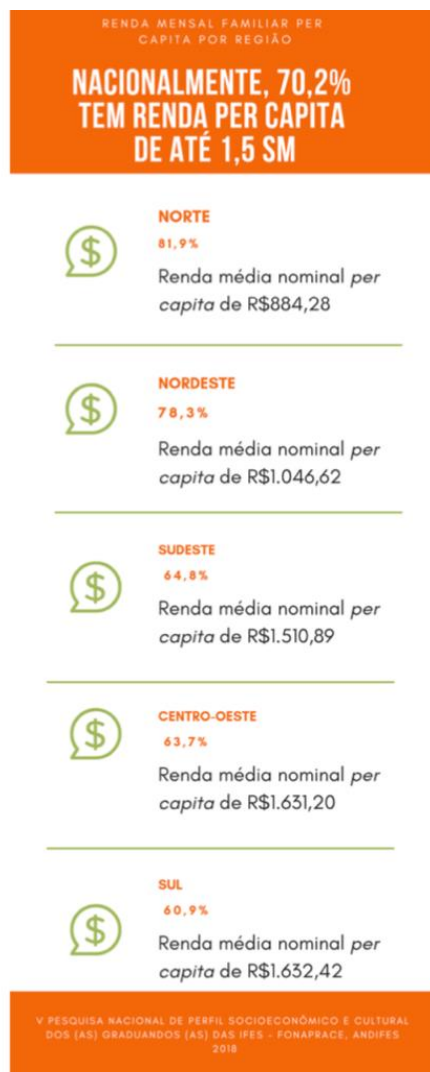 RENDA MENSAL FAMILIAR PER
CAPITA POR REGIÃO
NACIONALMENTE, 70,2%
TEM RENDA PER CAPITA
DE ATÉ 1,5 SM
$
NORTE
81,9%
Renda média nominal per
capita de R$884,28
$
NORDESTE
78,3%
Renda média nominal per
capita de R$1.046,62
$
SUDESTE
64,8%
Renda média nominal per
capita de R$1.510,89
$
CENTRO-OESTE
63,7%
Renda média nominal per
capita de R$1.631,20
$
SUL
60,9%
Renda média nominal per
capita de R$1.632,42
V PESQUISA NACIONAL DE PERFIL SOCIOECONÔMICO E CULTURAL
DOS (AS) GRADUANDOS (AS) DAS IFES - FONAPRACE, ANDIFES
2018